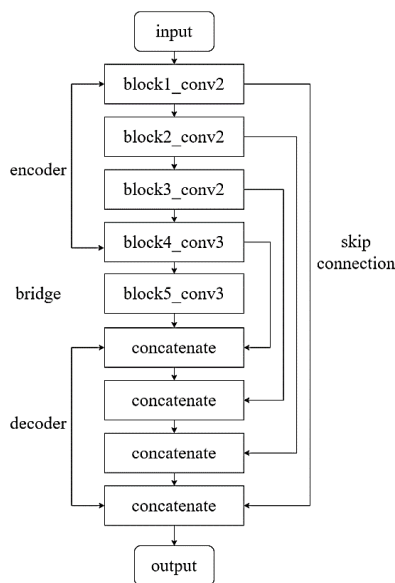 input
block1_conv2
block2_conv2
encoder
block3_conv2
block4_conv3
skip
connection
bridge
block5_conv3
concatenate
concatenate
decoder
concatenate
concatenate
output